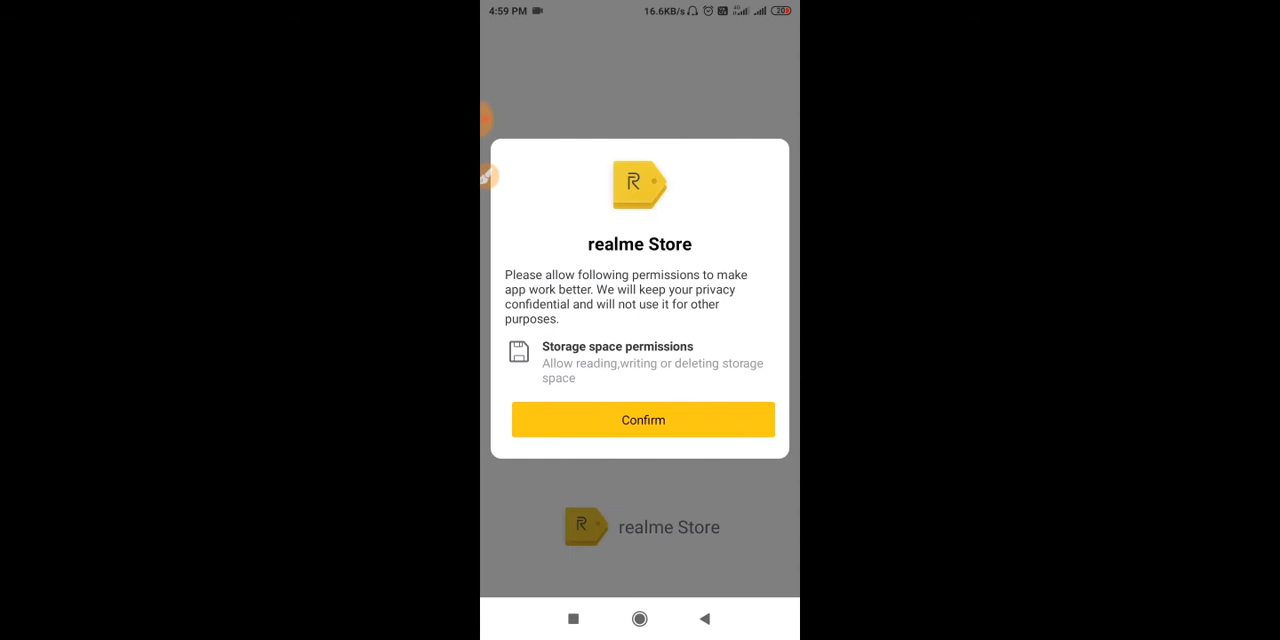 4:59 PM 16.6KB/s 4G 20
R
realme Store
Please allow following permissions to make
app work better. We will keep your privacy
confidential and will not use it for other
purposes.
Storage space permissions
Allow reading,writing or deleting storage
space
Confirm
R realme Store